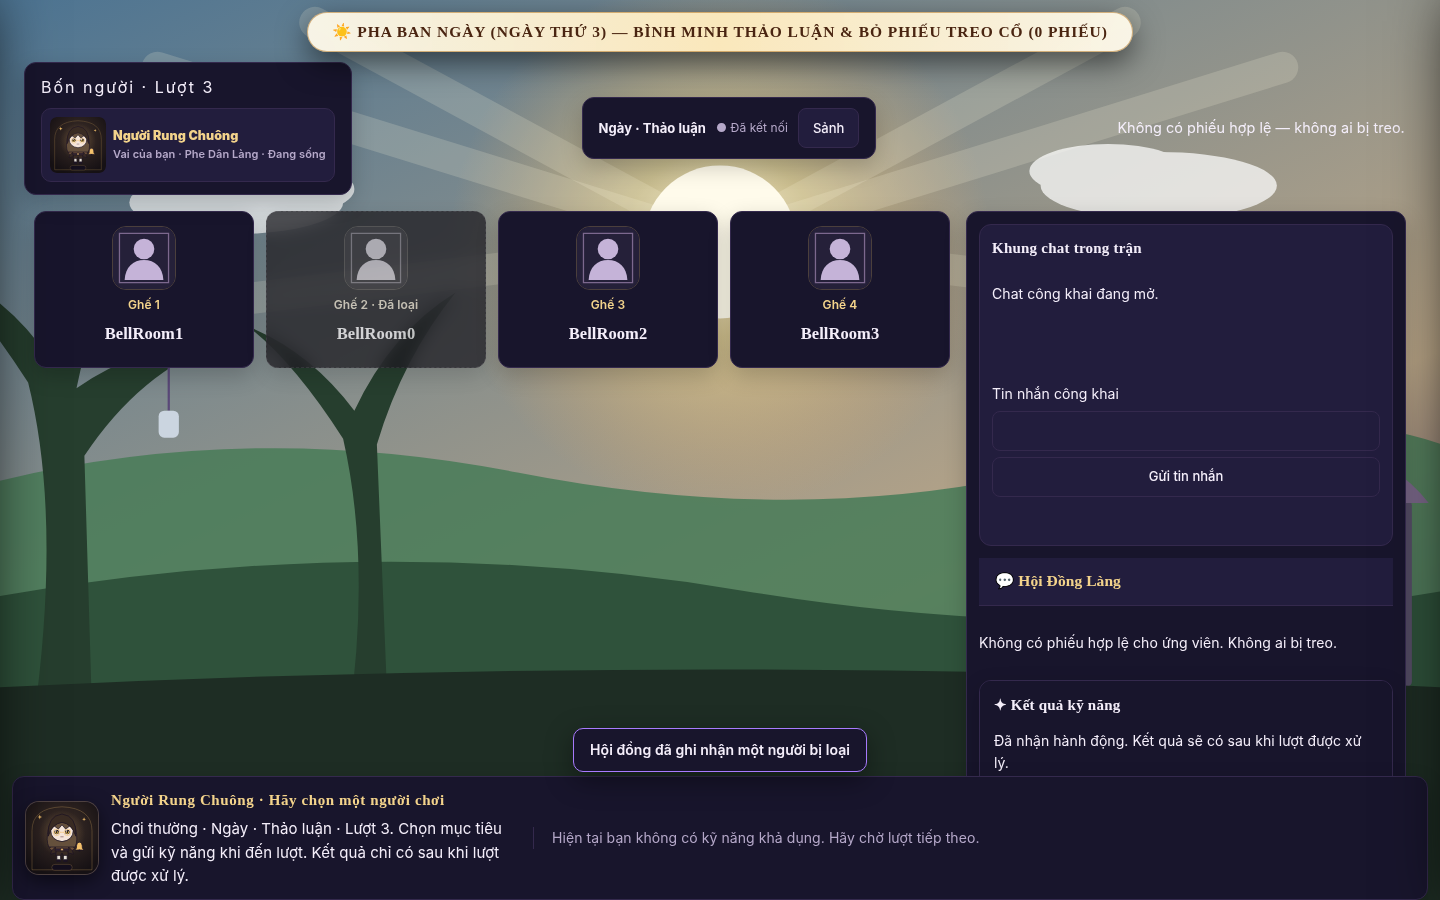 ☀️ PHA BAN NGÀY (NGÀY THỨ 3) — BÌNH MINH THẢO LUẬN & BỎ PHIẾU TREO CỔ (0 PHIẾU)
Bốn người · Lượt 3
Người Rung Chuông
Vai của bạn · Phe Dân Làng · Đang sống
Ngày · Thảo luận
Đã kết nối
Sảnh
Không có phiếu hợp lệ — không ai bị treo.
Ghế 1
BellRoom1
Ghế 2 · Đã loại
BellRoom0
Ghế 3
BellRoom2
Ghế 4
BellRoom3
Khung chat trong trận
Chat công khai đang mở.
Tin nhắn công khai
Gửi tin nhắn
💬 Hội Đồng Làng
Không có phiếu hợp lệ cho ứng viên. Không ai bị treo.
✦ Kết quả kỹ năng
Đã nhận hành động. Kết quả sẽ có sau khi lượt được xử
lý.
Hội đồng đã ghi nhận một người bị loại
Người Rung Chuông · Hãy chọn một người chơi
Chơi thường · Ngày · Thảo luận · Lượt 3. Chọn mục tiêu
và gửi kỹ năng khi đến lượt. Kết quả chỉ có sau khi lượt
được xử lý.
Hiện tại bạn không có kỹ năng khả dụng. Hãy chờ lượt tiếp theo.